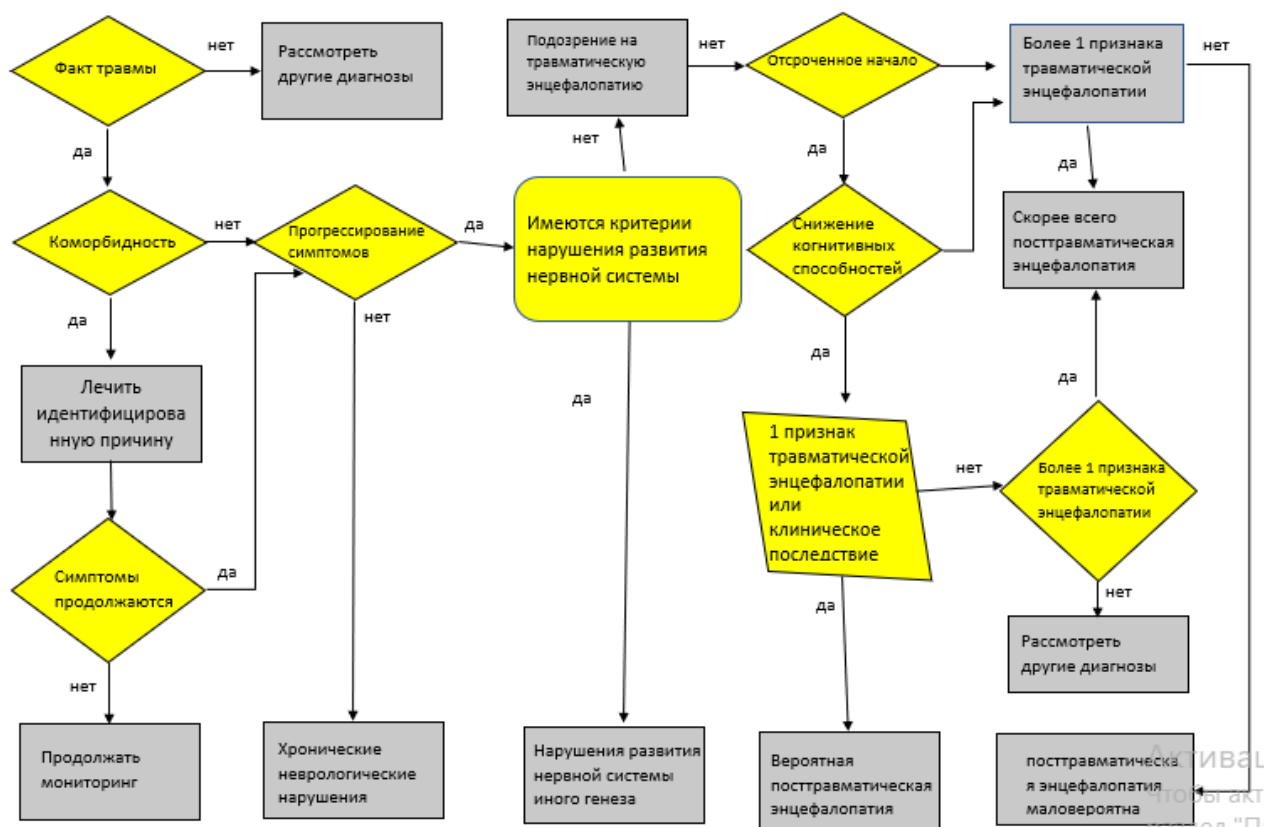 Факт травмы
нет
Рассмотреть
другие диагнозы
да
Коморбидность
нет
да
Лечить
идентифицирова
нную причину
Симптомы
продолжаются
да
нет
Продолжать
мониторинг
Прогрессирование
симптомов
да
нет
Хронические
неврологические
нарушения
Имеются критерии
нарушения развития
нервной системы
нет
да
Подозрение на
травматическую
энцефалопатию
нет
Нарушения развития
нервной системы
иного генеза
Отсроченное начало
да
Снижение
когнитивных
способностей
да
1 признак
травматической
энцефалопатии
или
клиническое
последствие
нет
да
Вероятная
посттравматическая
энцефалопатия
Более 1 признака
травматической
энцефалопатии
нет
да
Скорее всего
посттравматическая
энцефалопатия
да
Более 1 признака
травматической
энцефалопатии
нет
Рассмотреть
другие диагнозы
посттравматическа
я энцефалопатия
маловероятна